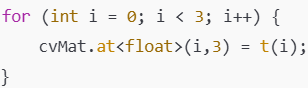 for (int i = 0; i < 3; i++) {
    cvMat.at<float>(i,3) = t(i);
}